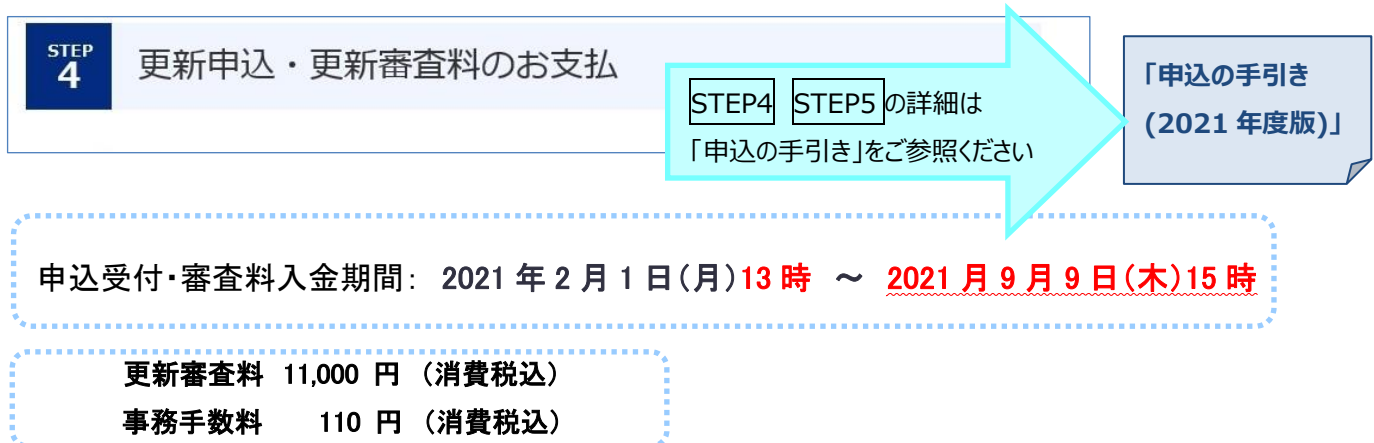 STEP
4
更新申込・更新審査料のお支払
STEP4 STEP5 の詳細は
「申込の手引き」をご参照ください
「申込の手引き
(2021 年度版)」
申込受付・審査料入金期間： 2021 年 2 月 1 日（月）13 時 ～ 2021 月 9 月 9 日（木）15 時
更新審査料 11,000 円 （消費税込）
事務手数料 110 円 （消費税込）